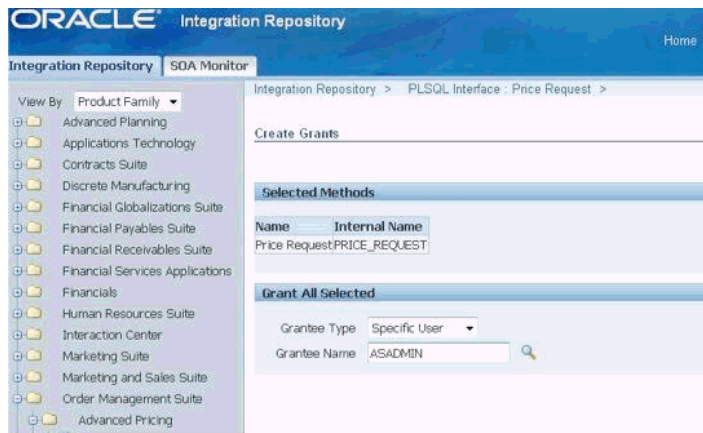 ORACLE Integration Repository
Home
Integration Repository SOA Monitor
View By Product Family
Advanced Planning
Applications Technology
Contracts Suite
Discrete Manufacturing
Financial Globalizations Suite
Financial Payables Suite
Financial Receivables Suite
Financial Services Applications
Financials
Human Resources Suite
Interaction Center
Marketing Suite
Marketing and Sales Suite
Order Management Suite
Advanced Pricing
Integration Repository > PLSQL Interface : Price Request >
Create Grants
Selected Methods
Name Internal Name
Price Request PRICE_REQUEST
Grant All Selected
Grantee Type Specific User
Grantee Name ASADMIN